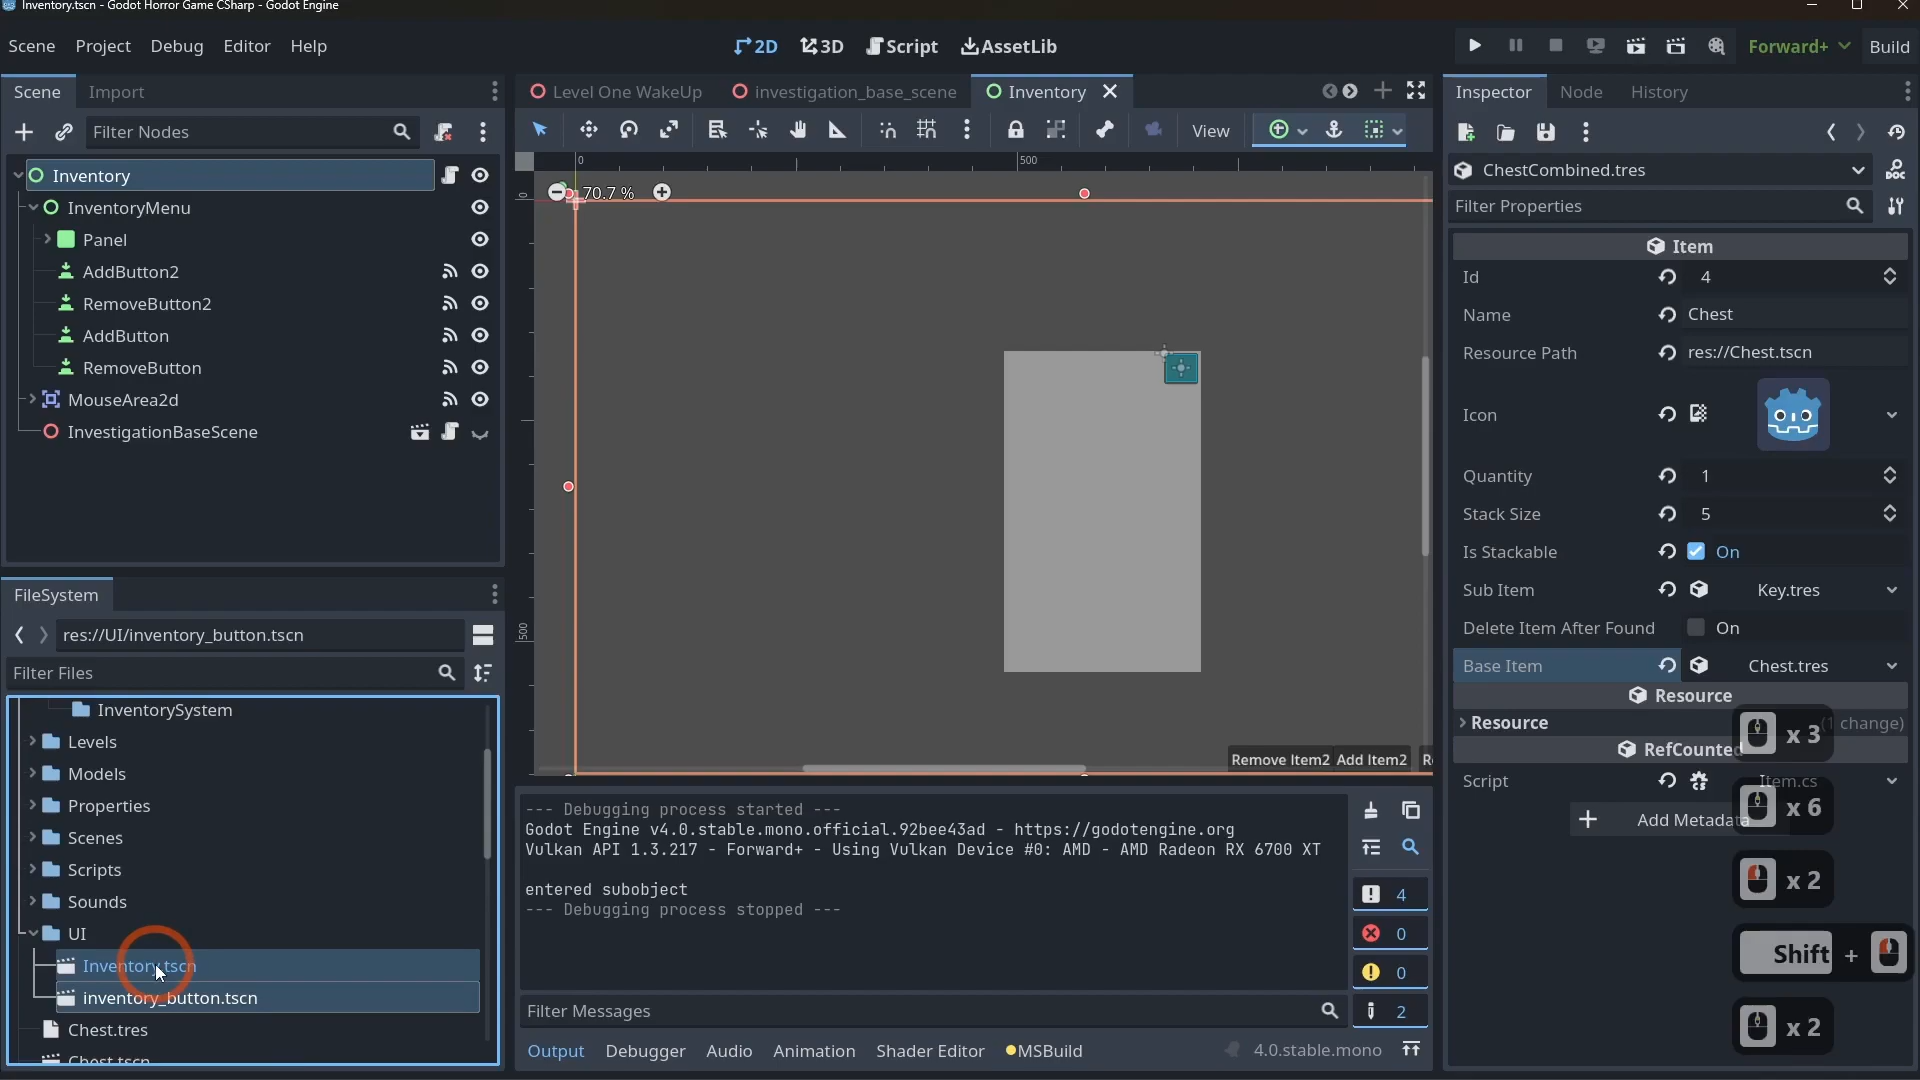 Inventory.tscn - Godot Horror Game CSharp - Godot Engine
Scene Project Debug Editor Help
2D 3D Script AssetLib
Forward+ Build
Scene Import
Filter Nodes
Inventory
InventoryMenu
Panel
AddButton2
RemoveButton2
AddButton
RemoveButton
MouseArea2d
InvestigationBaseScene
FileSystem
res://UI/inventory_button.tscn
Filter Files
InventorySystem
Levels
Models
Properties
Scenes
Scripts
Sounds
UI
Inventory.tscn
inventory_button.tscn
Chest.tres
Chest.tscn
Level One WakeUp investigation_base_scene Inventory
View
0 500
0
500
70.7 %
Remove Item2 Add Item2
--- Debugging process started ---
Godot Engine v4.0.stable.mono.official.92bee43ad - https://godotengine.org
Vulkan API 1.3.217 - Forward+ - Using Vulkan Device #0: AMD - AMD Radeon RX 6700 XT
entered subobject
--- Debugging process stopped ---
4
0
0
2
Filter Messages
Output Debugger Audio Animation Shader Editor MSBuild 4.0.stable.mono
Inspector Node History
ChestCombined.tres
Filter Properties
Item
Id 4
Name Chest
Resource Path res://Chest.tscn
Icon
Quantity 1
Stack Size 5
Is Stackable On
Sub Item Key.tres
Delete Item After Found On
Base Item Chest.tres
Resource
Resource (1 change)
RefCounted
Script Item.cs
Add Metadata
x 3
x 6
x 2
Shift +
x 2